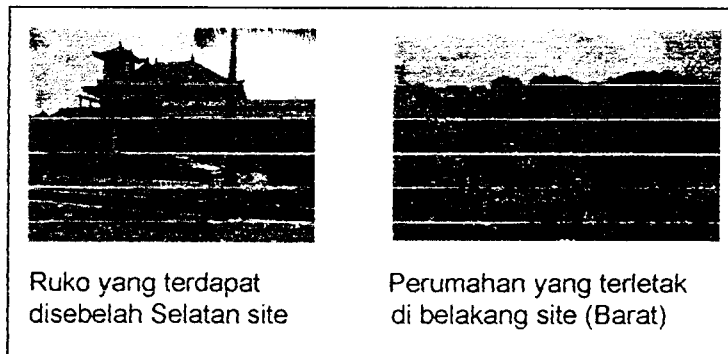 Ruko yang terdapat
disebelah Selatan site
Perumahan yang terletak
di belakang site (Barat)